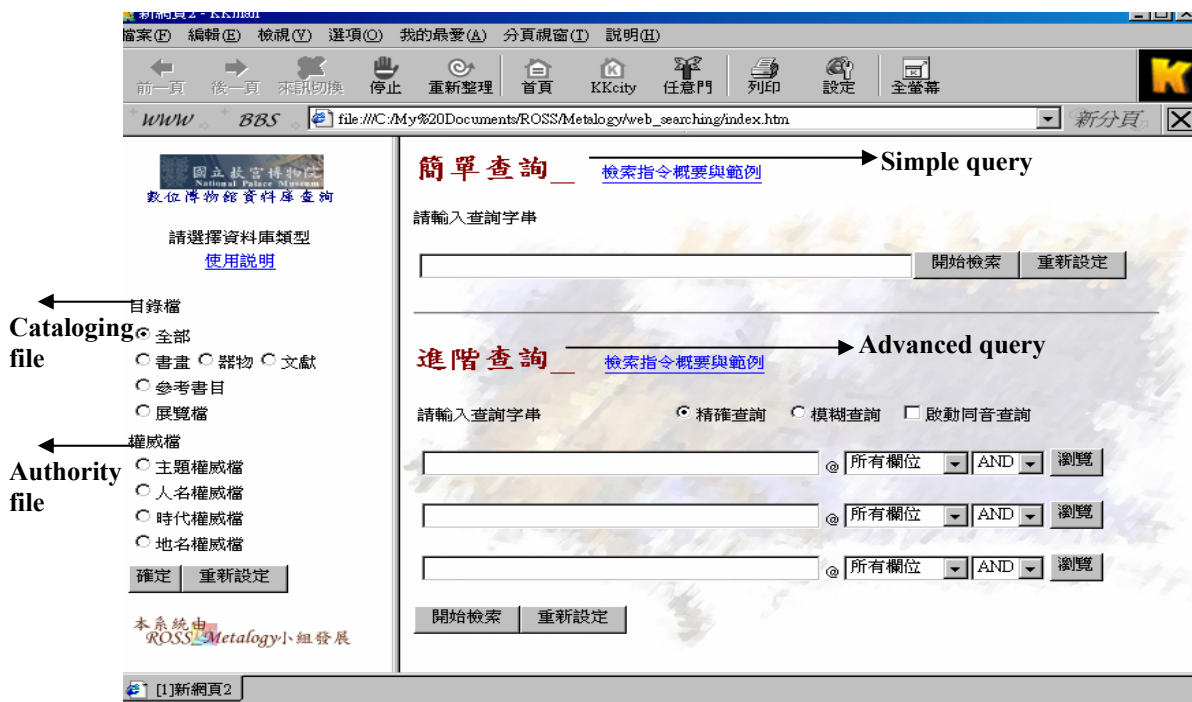 新網頁2 - KKman
檔案(F) 編輯(E) 檢視(V) 選項(O) 我的最愛(A) 分頁視窗(T) 說明(H)
前一頁 後一頁 來訊切換 停止 重新整理 首頁 KKcity 任意門 列印 設定 全螢幕
WWW BBS file:///C:/My%20Documents/ROSS/Metalogy/web_searching/index.htm 新分頁
國立故宮博物院
National Palace Museum
數位博物館資料庫查詢
請選擇資料庫類型
使用說明
Cataloging
file
目錄檔
全部
書畫 器物 文獻
參考書目
展覽檔
Authority
file
權威檔
主題權威檔
人名權威檔
時代權威檔
地名權威檔
確定 重新設定
本系統由
ROSS Metalogy小組發展
簡單查詢_ 檢索指令概要與範例 Simple query
請輸入查詢字串
開始檢索 重新設定
進階查詢_ 檢索指令概要與範例 Advanced query
請輸入查詢字串 精確查詢 模糊查詢 啟動同音查詢
@ 所有欄位 AND 瀏覽
@ 所有欄位 AND 瀏覽
@ 所有欄位 AND 瀏覽
開始檢索 重新設定
[1]新網頁2